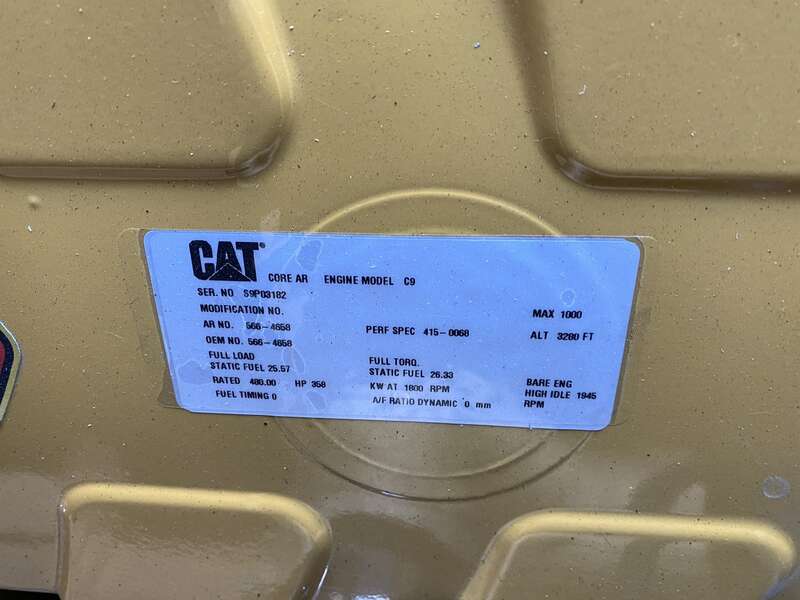 CAT CORE AR ENGINE MODEL C9
SER. NO S9P03182
MODIFICATION NO. MAX 1000
AR NO. 566-4658 PERF SPEC 415-0068 ALT 3280 FT
OEM NO. 566-4658
FULL LOAD FULL TORQ.
STATIC FUEL 25.57 STATIC FUEL 26.33 BARE ENG
RATED 480.00 HP 358 KW AT 1800 RPM HIGH IDLE 1945
FUEL TIMING 0 A/F RATIO DYNAMIC 0 mm RPM